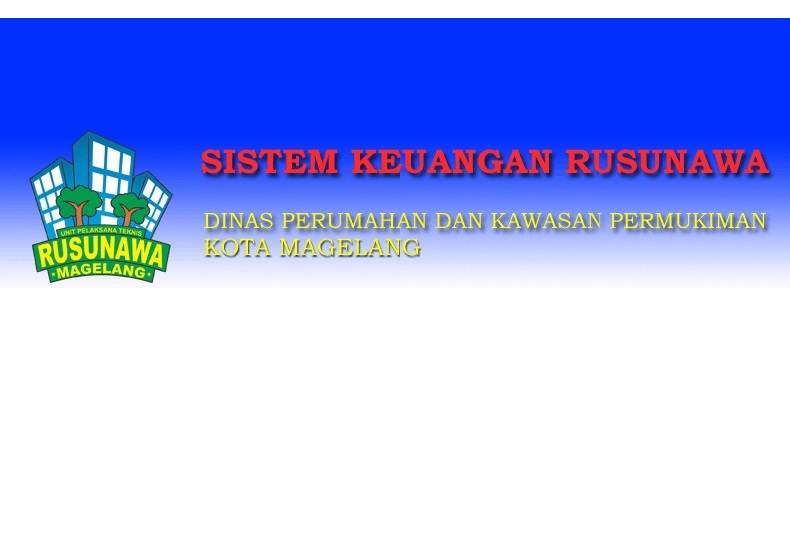 SISTEM KEUANGAN RUSUNAWA
DINAS PERUMAHAN DAN KAWASAN PERMUKIMAN
KOTA MAGELANG
UNIT PELAKSANA TEKNIS
RUSUNAWA
•MAGELANG•